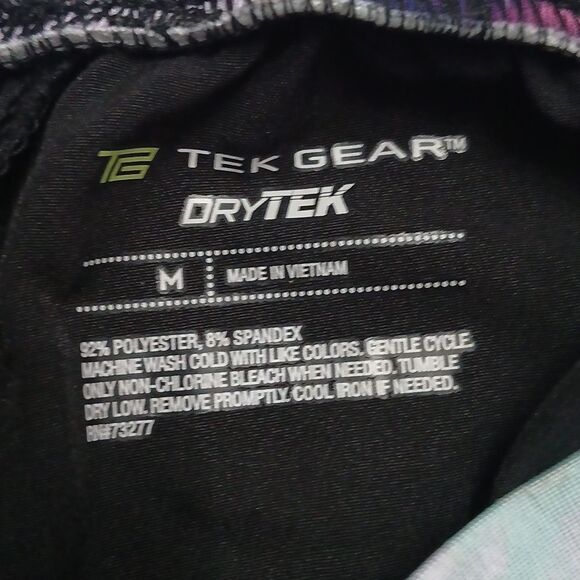 TG TEK GEAR™
DRYTEK
M MADE IN VIETNAM
92% POLYESTER, 8% SPANDEX
MACHINE WASH COLD WITH LIKE COLORS. GENTLE CYCLE.
ONLY NON-CHLORINE BLEACH WHEN NEEDED. TUMBLE
DRY LOW. REMOVE PROMPTLY. COOL IRON IF NEEDED.
RN#73277